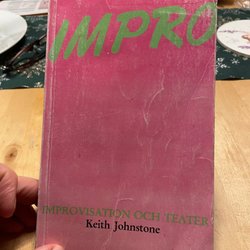 IMPRO
IMPROVISATION OCH TEATER
Keith Johnstone